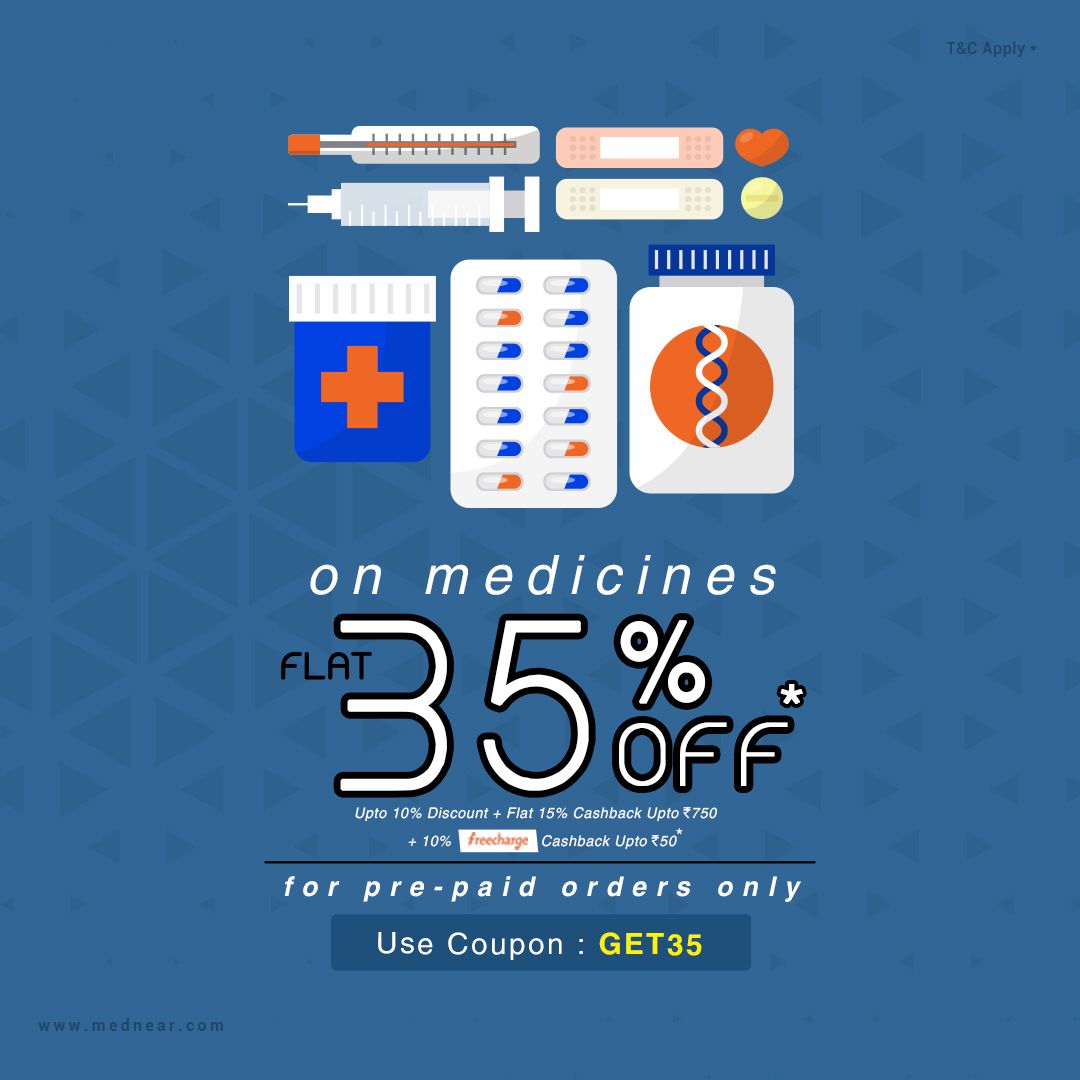 T&C Apply *
on medicines
FLAT
35%
OFF*
Upto 10% Discount + Flat 15% Cashback Upto ₹750
+ 10% freecharge Cashback Upto ₹50*
for pre-paid orders only
Use Coupon : GET35
www.mednear.com